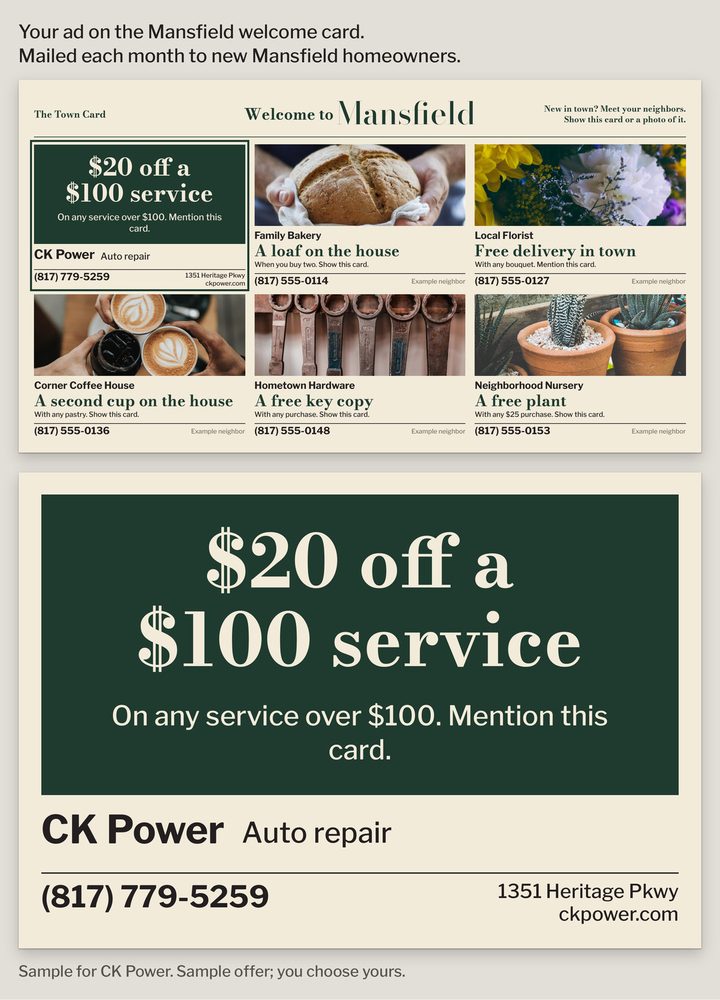 Your ad on the Mansfield welcome card.
Mailed each month to new Mansfield homeowners.
The Town Card
Welcome to Mansfield
New in town? Meet your neighbors.
Show this card or a photo of it.
$20 off a
$100 service
On any service over $100. Mention this
card.
CK Power Auto repair
(817) 779-5259
1351 Heritage Pkwy
ckpower.com
Family Bakery
A loaf on the house
When you buy two. Show this card.
(817) 555-0114
Example neighbor
Local Florist
Free delivery in town
With any bouquet. Mention this card.
(817) 555-0127
Example neighbor
Corner Coffee House
A second cup on the house
With any pastry. Show this card.
(817) 555-0136
Example neighbor
Hometown Hardware
A free key copy
With any purchase. Show this card.
(817) 555-0148
Example neighbor
Neighborhood Nursery
A free plant
With any $25 purchase. Show this card.
(817) 555-0153
Example neighbor
$20 off a
$100 service
On any service over $100. Mention this
card.
CK Power Auto repair
(817) 779-5259
1351 Heritage Pkwy
ckpower.com
Sample for CK Power. Sample offer; you choose yours.